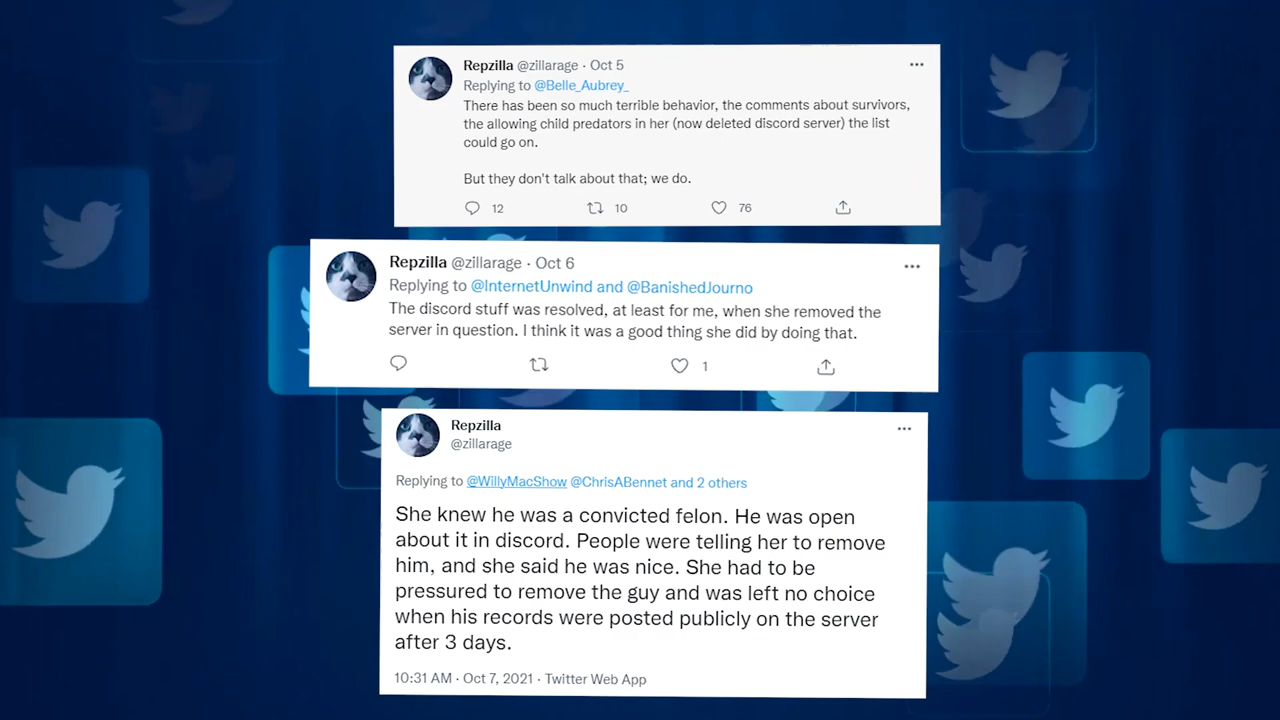 Repzilla @zillarage · Oct 5
Replying to @Belle_Aubrey_
There has been so much terrible behavior, the comments about survivors,
the allowing child predators in her (now deleted discord server) the list
could go on.
But they don't talk about that; we do.
12 10 76
Repzilla @zillarage · Oct 6
Replying to @InternetUnwind and @BanishedJourno
The discord stuff was resolved, at least for me, when she removed the
server in question. I think it was a good thing she did by doing that.
1
Repzilla
@zillarage
Replying to @WillyMacShow @ChrisABennet and 2 others
She knew he was a convicted felon. He was open
about it in discord. People were telling her to remove
him, and she said he was nice. She had to be
pressured to remove the guy and was left no choice
when his records were posted publicly on the server
after 3 days.
10:31 AM · Oct 7, 2021 · Twitter Web App